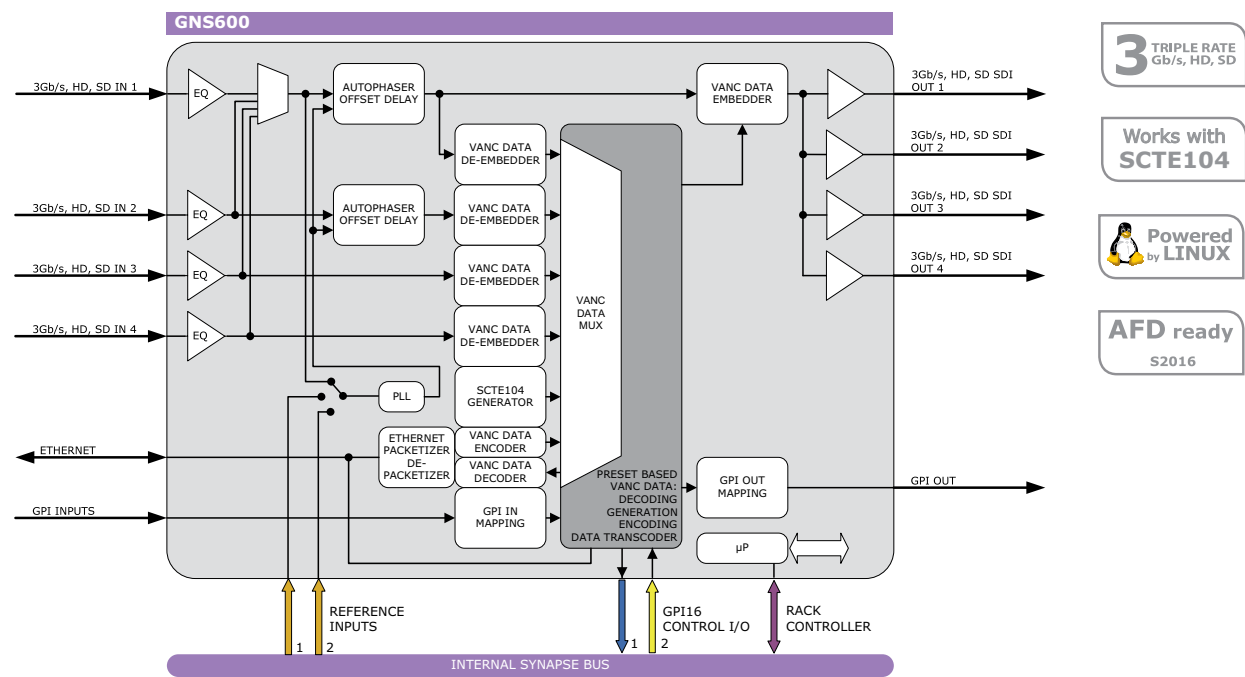 GNS600
3Gb/s, HD, SD IN 1
EQ
AUTOPHASER
OFFSET DELAY
VANC DATA
EMBEDDER
3Gb/s, HD, SD SDI
OUT 1
VANC DATA
DE-EMBEDDER
3Gb/s, HD, SD SDI
OUT 2
3Gb/s, HD, SD IN 2
EQ
AUTOPHASER
OFFSET DELAY
VANC DATA
DE-EMBEDDER
3Gb/s, HD, SD SDI
OUT 3
3Gb/s, HD, SD IN 3
EQ
VANC DATA
DE-EMBEDDER
3Gb/s, HD, SD SDI
OUT 4
VANC
DATA
MUX
3Gb/s, HD, SD IN 4
EQ
VANC DATA
DE-EMBEDDER
PLL
SCTE104
GENERATOR
ETHERNET
ETHERNET
PACKETIZER
DE-
PACKETIZER
VANC DATA
ENCODER
VANC DATA
DECODER
PRESET BASED
VANC DATA:
DECODING
GENERATION
ENCODING
DATA TRANSCODER
GPI OUT
MAPPING
GPI OUT
GPI INPUTS
GPI IN
MAPPING
µP
REFERENCE
INPUTS
1
2
GPI16
CONTROL I/O
1
2
RACK
CONTROLLER
INTERNAL SYNAPSE BUS
3 TRIPLE RATE
Gb/s, HD, SD
Works with
SCTE104
Powered
by LINUX
AFD ready
S2016